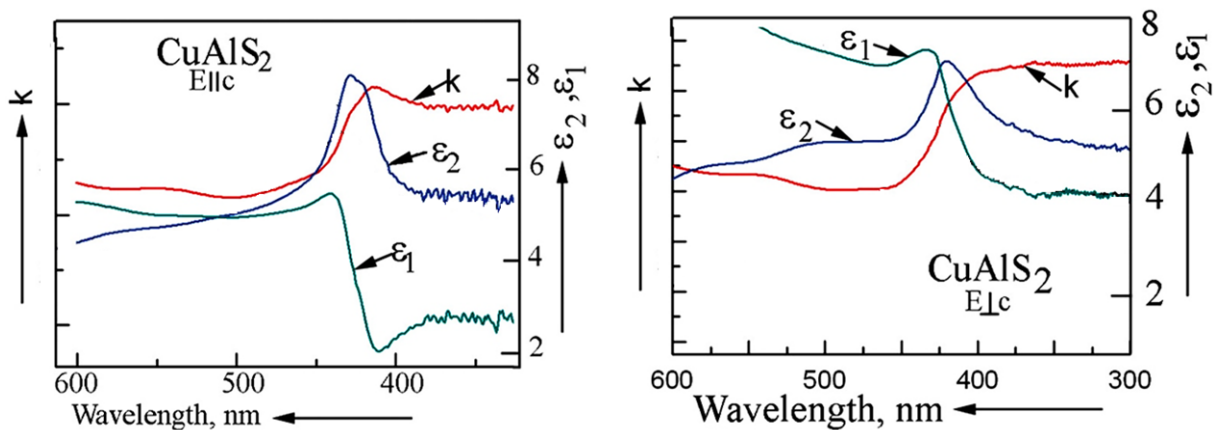 CuAlS2
E||c
k
k
ε2
ε1
8
6
4
2
ε2 ,ε1
600
500
400
Wavelength, nm
ε1
k
ε2
CuAlS2
E⊥c
k
8
6
4
2
ε2 ,ε1
600
500
400
300
Wavelength, nm